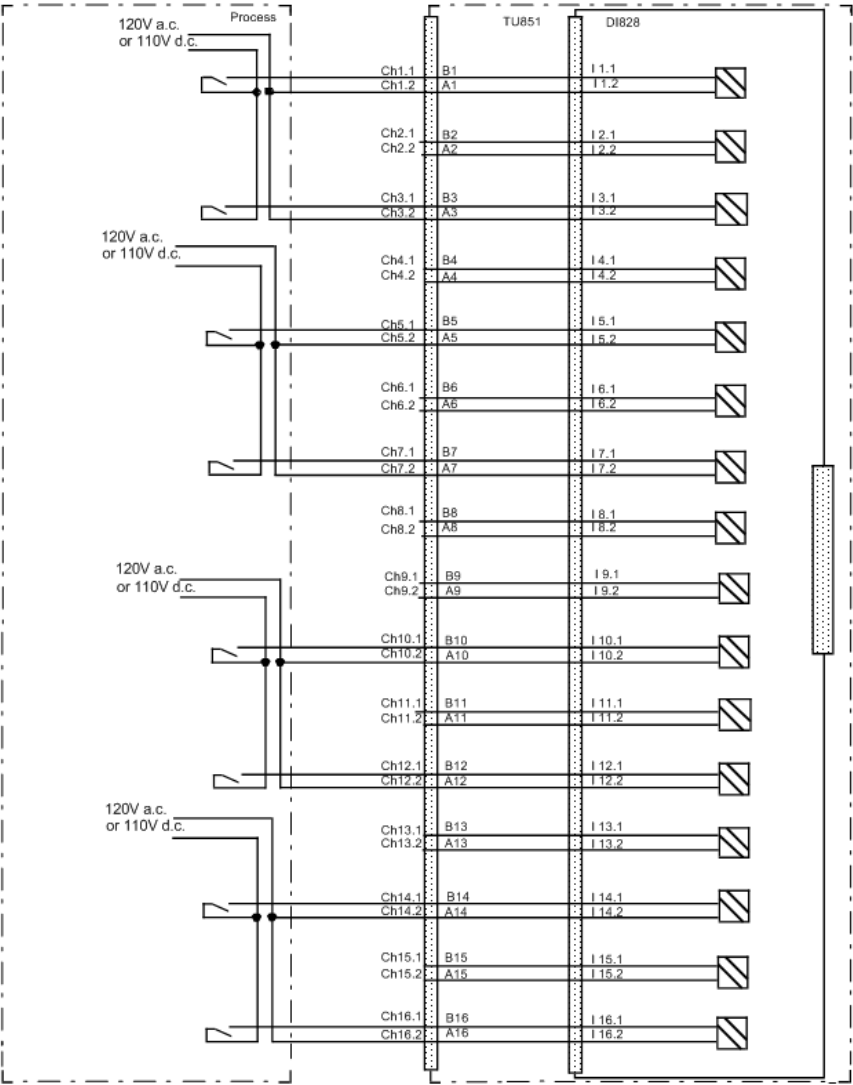 Process TU851 DI828
120V a.c.
or 110V d.c.
Ch1.1 B1 I 1.1
Ch1.2 A1 I 1.2
Ch2.1 B2 I 2.1
Ch2.2 A2 I 2.2
Ch3.1 B3 I 3.1
Ch3.2 A3 I 3.2
120V a.c.
or 110V d.c.
Ch4.1 B4 I 4.1
Ch4.2 A4 I 4.2
Ch5.1 B5 I 5.1
Ch5.2 A5 I 5.2
Ch6.1 B6 I 6.1
Ch6.2 A6 I 6.2
Ch7.1 B7 I 7.1
Ch7.2 A7 I 7.2
Ch8.1 B8 I 8.1
Ch8.2 A8 I 8.2
120V a.c.
or 110V d.c.
Ch9.1 B9 I 9.1
Ch9.2 A9 I 9.2
Ch10.1 B10 I 10.1
Ch10.2 A10 I 10.2
Ch11.1 B11 I 11.1
Ch11.2 A11 I 11.2
Ch12.1 B12 I 12.1
Ch12.2 A12 I 12.2
120V a.c.
or 110V d.c.
Ch13.1 B13 I 13.1
Ch13.2 A13 I 13.2
Ch14.1 B14 I 14.1
Ch14.2 A14 I 14.2
Ch15.1 B15 I 15.1
Ch15.2 A15 I 15.2
Ch16.1 B16 I 16.1
Ch16.2 A16 I 16.2